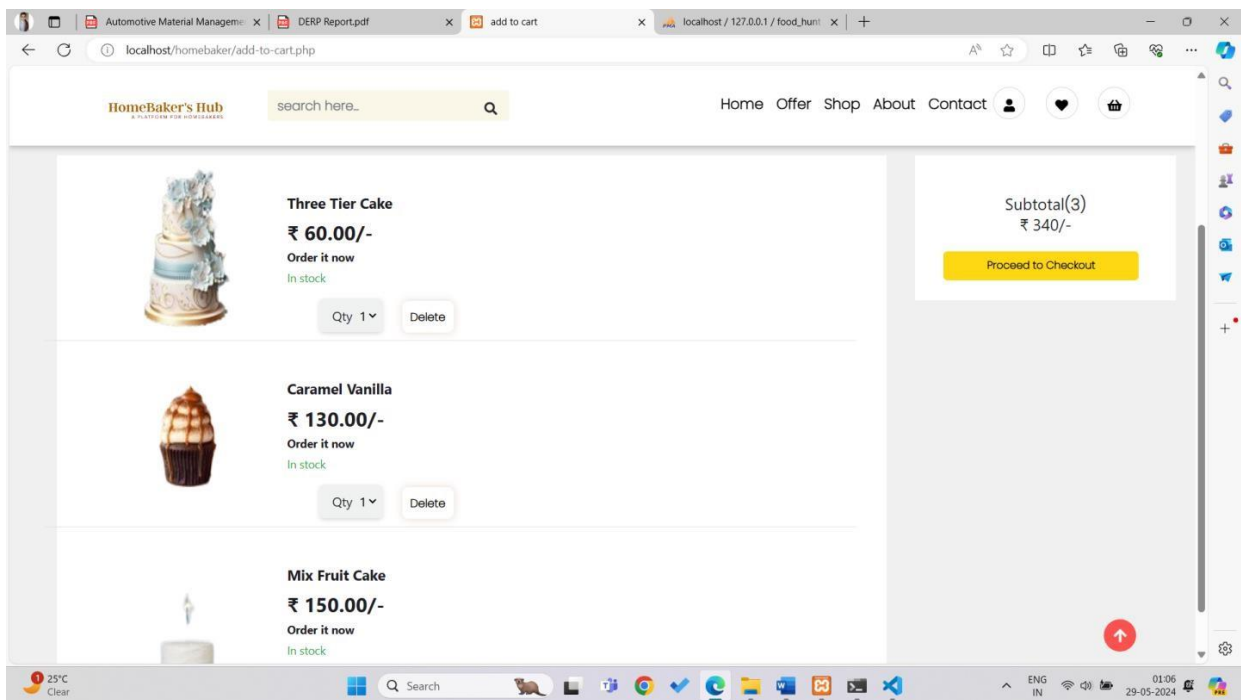 Automotive Material Manageme
DERP Report.pdf
add to cart
localhost / 127.0.0.1 / food_hunt
localhost/homebaker/add-to-cart.php
HomeBaker's Hub
A PLATFORM FOR HOMEBAKERS
search here..
Home Offer Shop About Contact
Three Tier Cake
₹ 60.00/-
Order it now
In stock
Qty 1
Delete
Subtotal(3)
₹ 340/-
Proceed to Checkout
Caramel Vanilla
₹ 130.00/-
Order it now
In stock
Qty 1
Delete
Mix Fruit Cake
₹ 150.00/-
Order it now
In stock
1
25°C
Clear
Search
ENG
IN
01:06
29-05-2024